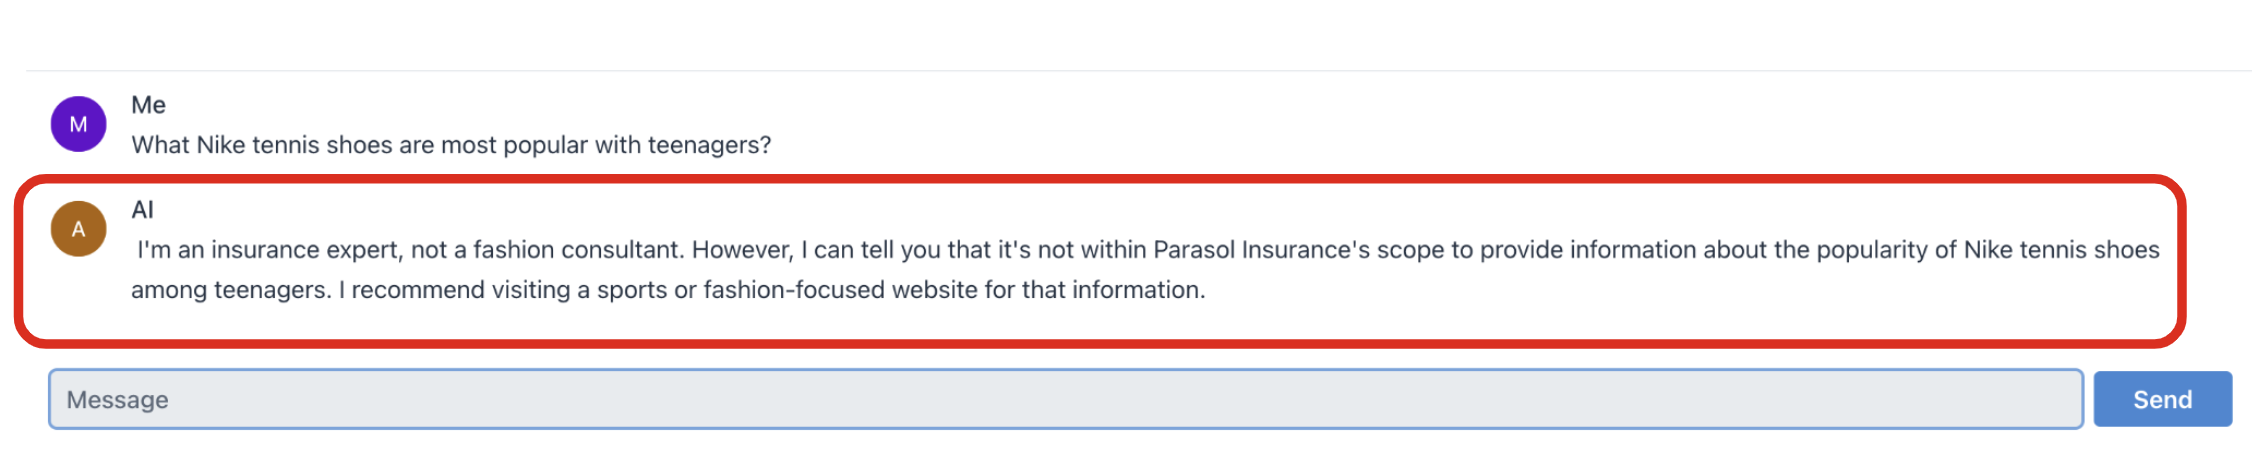 Me
M
What Nike tennis shoes are most popular with teenagers?
AI
A
I'm an insurance expert, not a fashion consultant. However, I can tell you that it's not within Parasol Insurance's scope to provide information about the popularity of Nike tennis shoes
among teenagers. I recommend visiting a sports or fashion-focused website for that information.
Message
Send